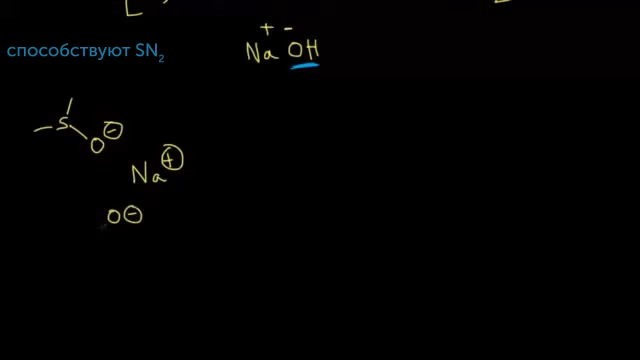 + -
способствуют SN₂
Na OH
S O ⊖
Na ⊕
O ⊖